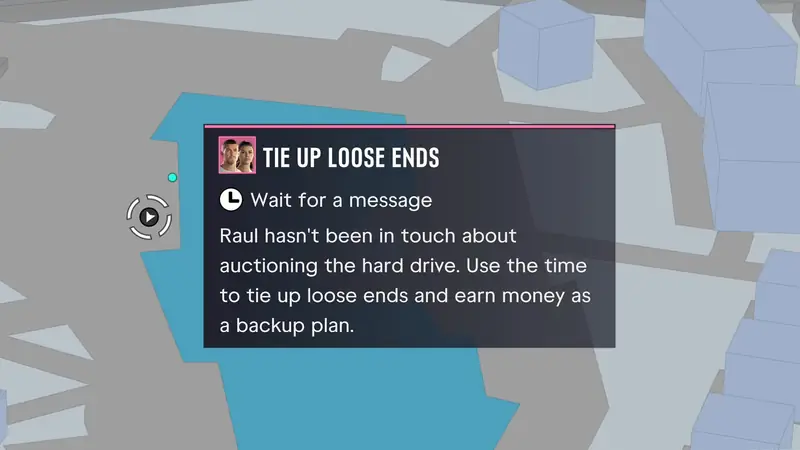 TIE UP LOOSE ENDS
Wait for a message
Raul hasn't been in touch about
auctioning the hard drive. Use the time
to tie up loose ends and earn money as
a backup plan.